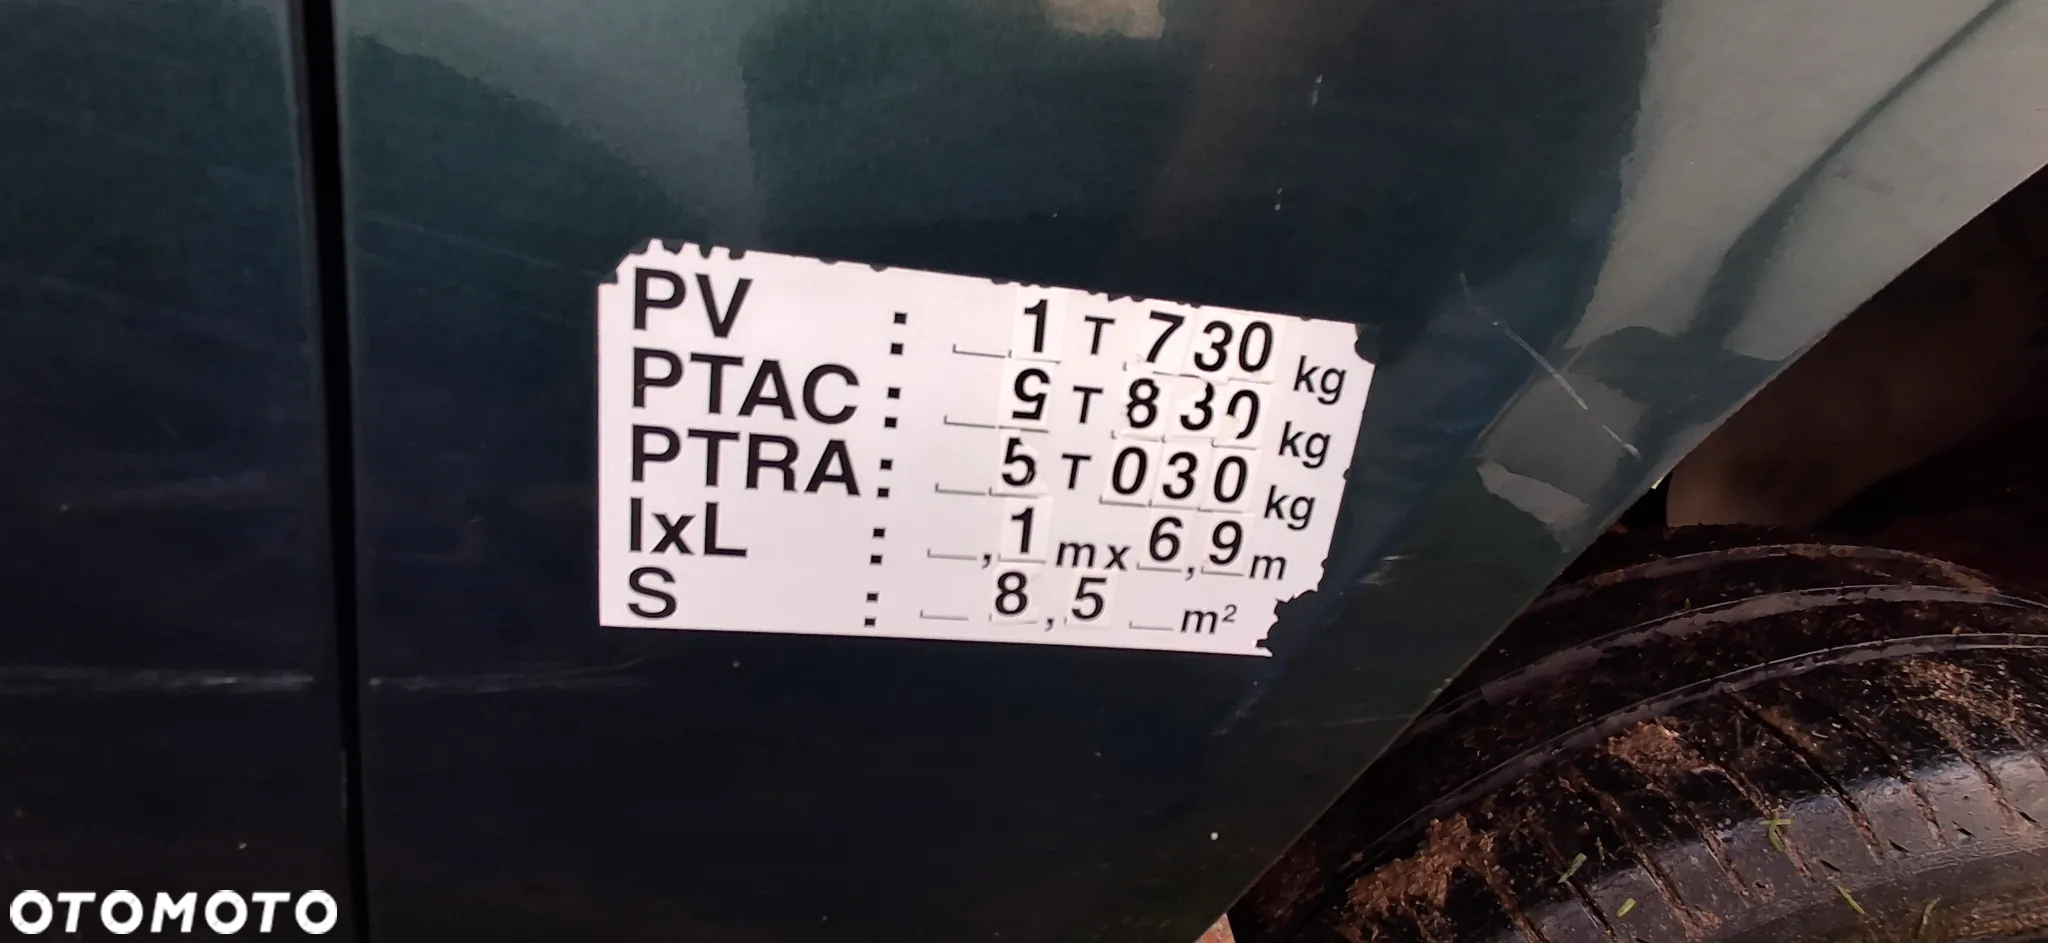 PV : 1 T 730 kg
PTAC : T 830 kg
PTRA : 5 T 030 kg
lxL : ,1 m x 6,9 m
S : 8,5 m²
OTOMOTO